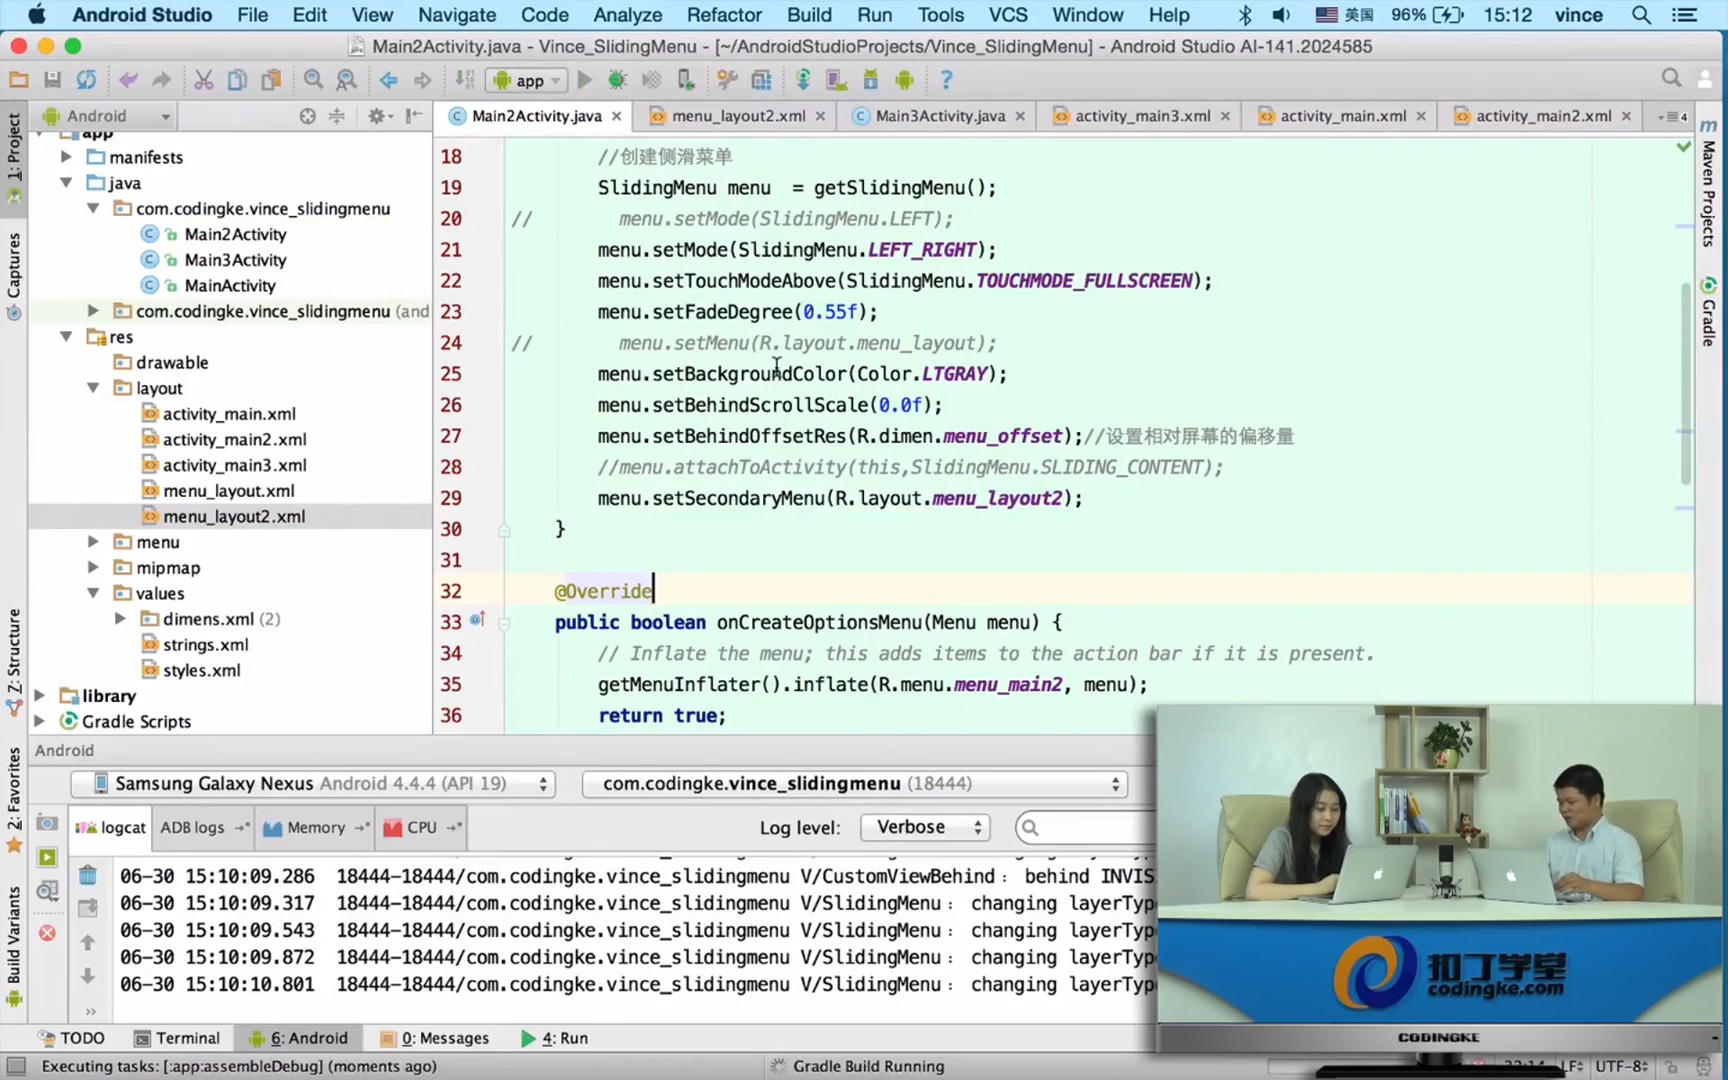 Android Studio File Edit View Navigate Code Analyze Refactor Build Run Tools VCS Window Help 美国 96% 15:12 vince
Main2Activity.java - Vince_SlidingMenu - [~/AndroidStudioProjects/Vince_SlidingMenu] - Android Studio AI-141.2024585
app
Android
Main2Activity.java menu_layout2.xml Main3Activity.java activity_main3.xml activity_main.xml activity_main2.xml 4
1: Project
Captures
Z: Structure
2: Favorites
Build Variants
app
manifests
java
com.codingke.vince_slidingmenu
Main2Activity
Main3Activity
MainActivity
com.codingke.vince_slidingmenu (and
res
drawable
layout
activity_main.xml
activity_main2.xml
activity_main3.xml
menu_layout.xml
menu_layout2.xml
menu
mipmap
values
dimens.xml (2)
strings.xml
styles.xml
library
Gradle Scripts
18 //创建侧滑菜单
19 SlidingMenu menu = getSlidingMenu();
20 // menu.setMode(SlidingMenu.LEFT);
21 menu.setMode(SlidingMenu.LEFT_RIGHT);
22 menu.setTouchModeAbove(SlidingMenu.TOUCHMODE_FULLSCREEN);
23 menu.setFadeDegree(0.55f);
24 // menu.setMenu(R.layout.menu_layout);
25 menu.setBackgroundColor(Color.LTGRAY);
26 menu.setBehindScrollScale(0.0f);
27 menu.setBehindOffsetRes(R.dimen.menu_offset);//设置相对屏幕的偏移量
28 //menu.attachToActivity(this,SlidingMenu.SLIDING_CONTENT);
29 menu.setSecondaryMenu(R.layout.menu_layout2);
30 }
31
32 @Override
33 public boolean onCreateOptionsMenu(Menu menu) {
34 // Inflate the menu; this adds items to the action bar if it is present.
35 getMenuInflater().inflate(R.menu.menu_main2, menu);
36 return true;
Maven Projects
Gradle
Android
Samsung Galaxy Nexus Android 4.4.4 (API 19) com.codingke.vince_slidingmenu (18444)
logcat ADB logs Memory CPU Log level: Verbose
06-30 15:10:09.286 18444-18444/com.codingke.vince_slidingmenu V/CustomViewBehind: behind INVIS
06-30 15:10:09.317 18444-18444/com.codingke.vince_slidingmenu V/SlidingMenu: changing layerType
06-30 15:10:09.543 18444-18444/com.codingke.vince_slidingmenu V/SlidingMenu: changing layerType
06-30 15:10:09.872 18444-18444/com.codingke.vince_slidingmenu V/SlidingMenu: changing layerType
06-30 15:10:10.801 18444-18444/com.codingke.vince_slidingmenu V/SlidingMenu: changing layerType
扣丁学堂
codingke.com
CODINGKE
TODO Terminal 6: Android 0: Messages 4: Run
Executing tasks: [:app:assembleDebug] (moments ago) Gradle Build Running LF UTF-8